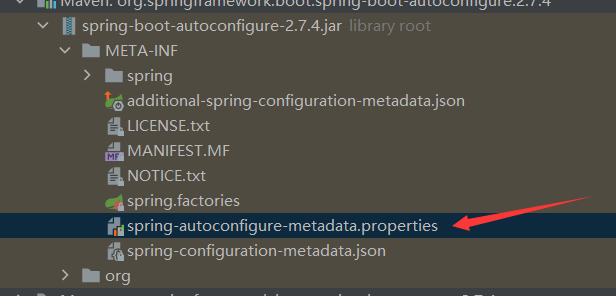 Maven: org.springframework.boot:spring-boot-autoconfigure:2.7.4
spring-boot-autoconfigure-2.7.4.jar library root
META-INF
spring
additional-spring-configuration-metadata.json
LICENSE.txt
MANIFEST.MF
NOTICE.txt
spring.factories
spring-autoconfigure-metadata.properties
spring-configuration-metadata.json
org